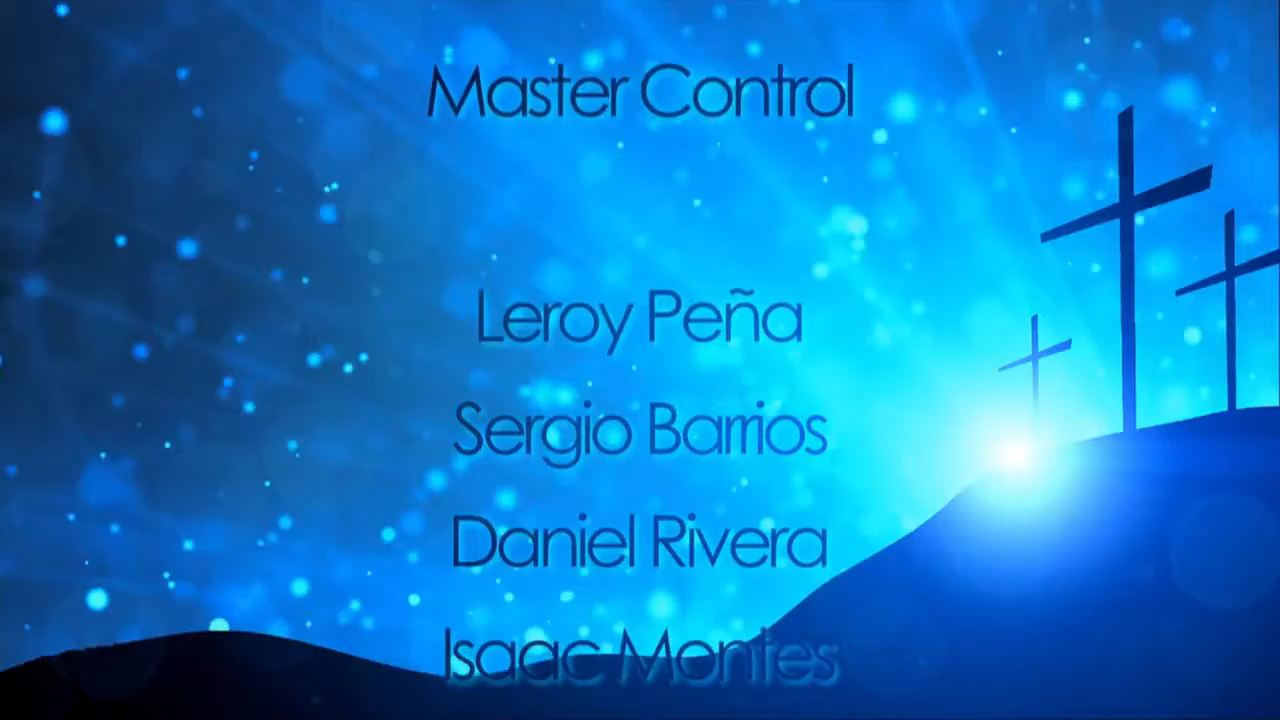 Master Control
Leroy Peña
Sergio Barrios
Daniel Rivera
Isaac Montes